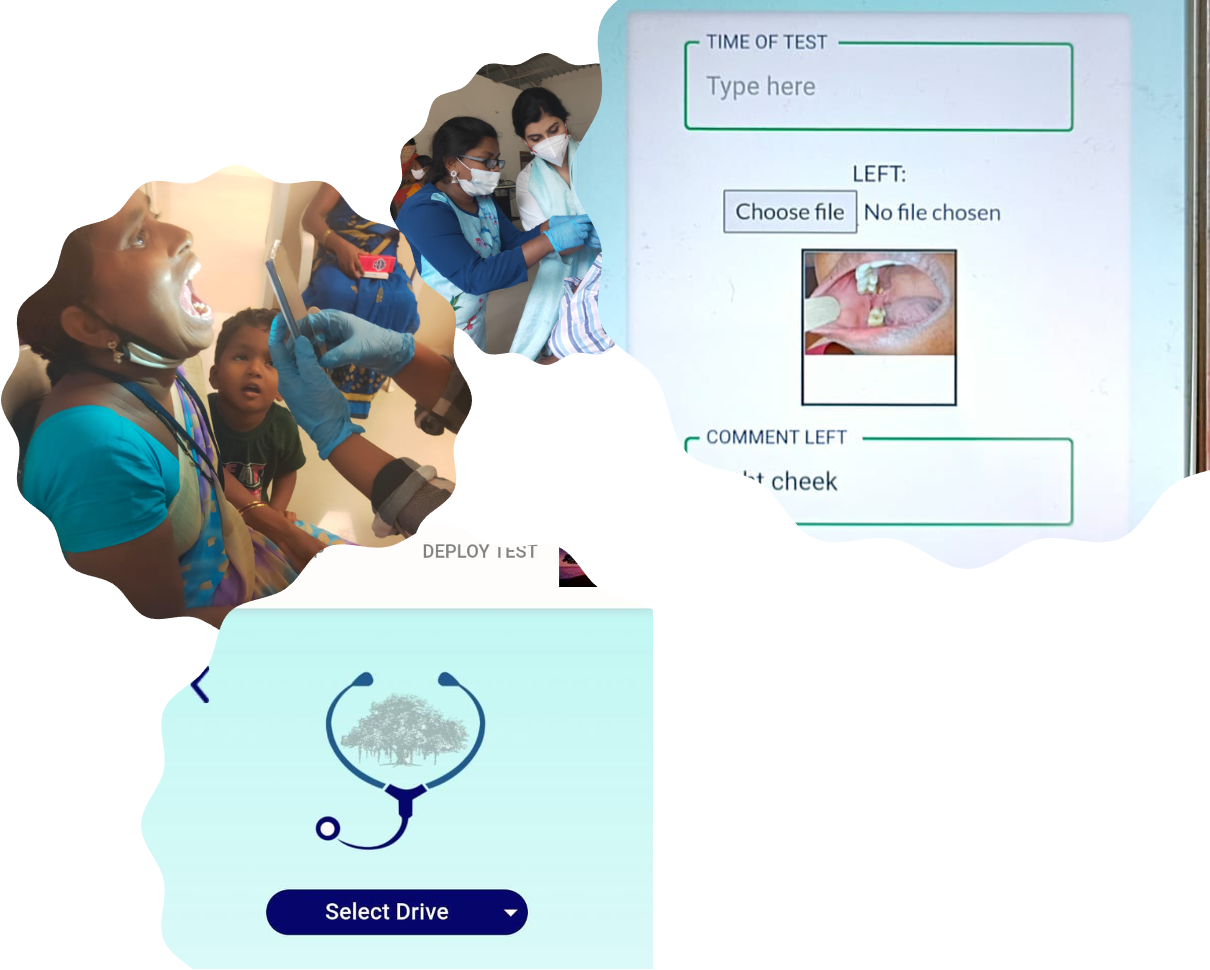 TIME OF TEST
Type here
LEFT:
Choose file No file chosen
COMMENT LEFT
cheek
DEPLOY TEST
Select Drive